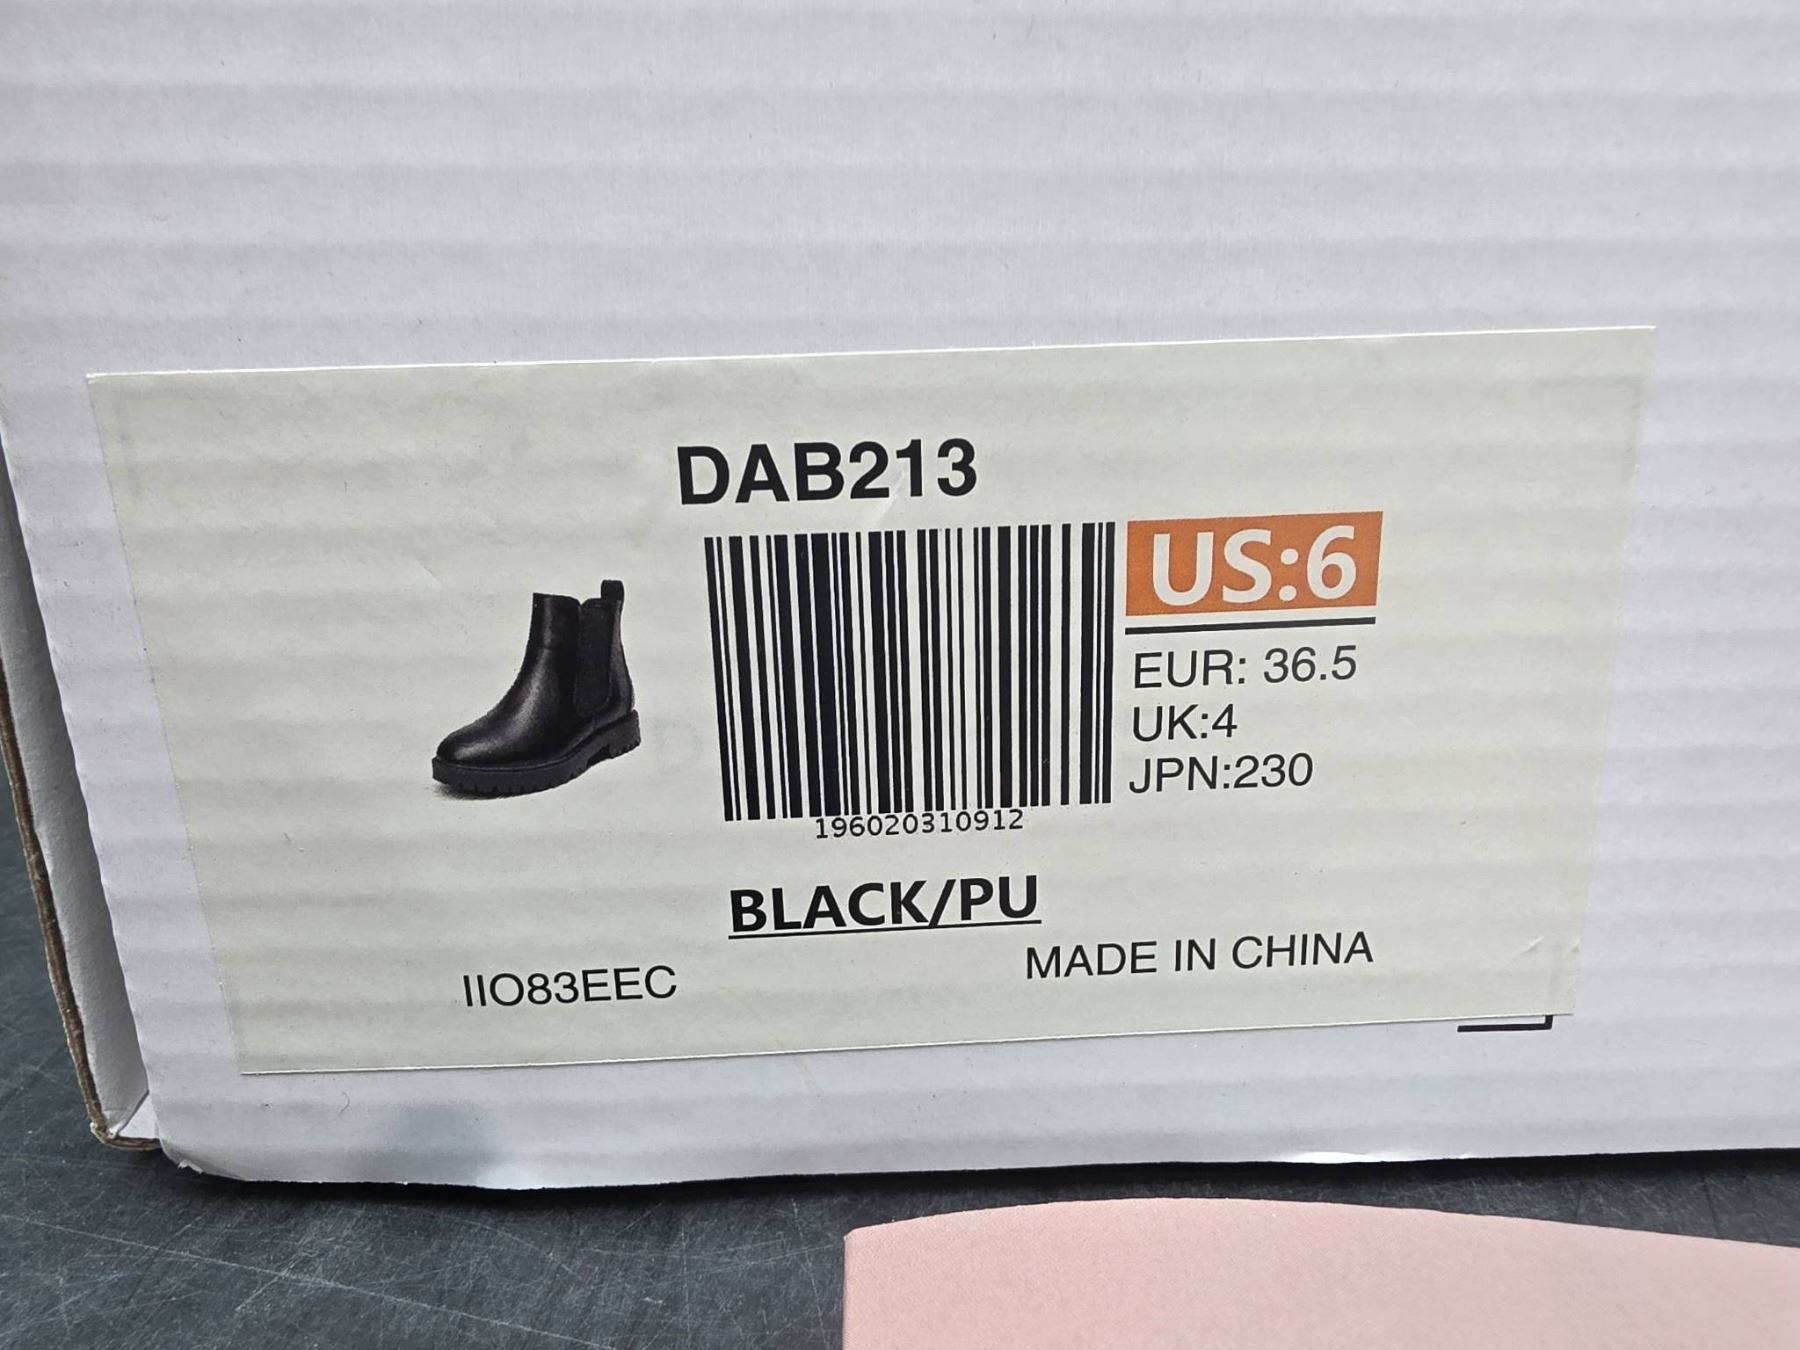 DAB213
US:6
EUR: 36.5
UK:4
JPN:230
196020310912
BLACK/PU
MADE IN CHINA
IIO83EEC